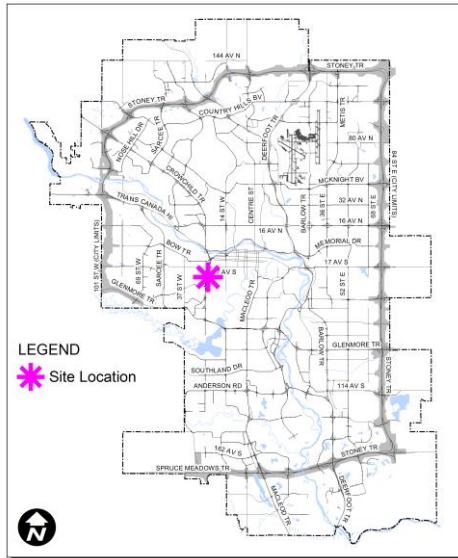 144 AV N
STONEY TR
STONEY TR
COUNTRY HILLS BV
NOSE HILL DR
SARCEE TR
DEERFOOT TR
METIS TR
80 AV N
CROWCHILD TR
MCKNIGHT BV
84 ST E (CITY LIMITS)
TRANS CANADA HI
14 ST W
CENTRE ST
BARLOW TR
36 ST E
32 AV N
68 ST E
16 AV N
16 AV N
101 ST W (CITY LIMITS)
BOW TR
MEMORIAL DR
69 ST W
SARCEE TR
37 ST W
AV S
17 AV S
MACLEOD TR
52 ST E
GLENMORE TR
BARLOW TR
GLENMORE TR
STONEY TR
LEGEND
Site Location
SOUTHLAND DR
ANDERSON RD
114 AV S
162 AV S
STONEY TR
SPRUCE MEADOWS TR
MACLEOD TR
DEERFOOT TR
N